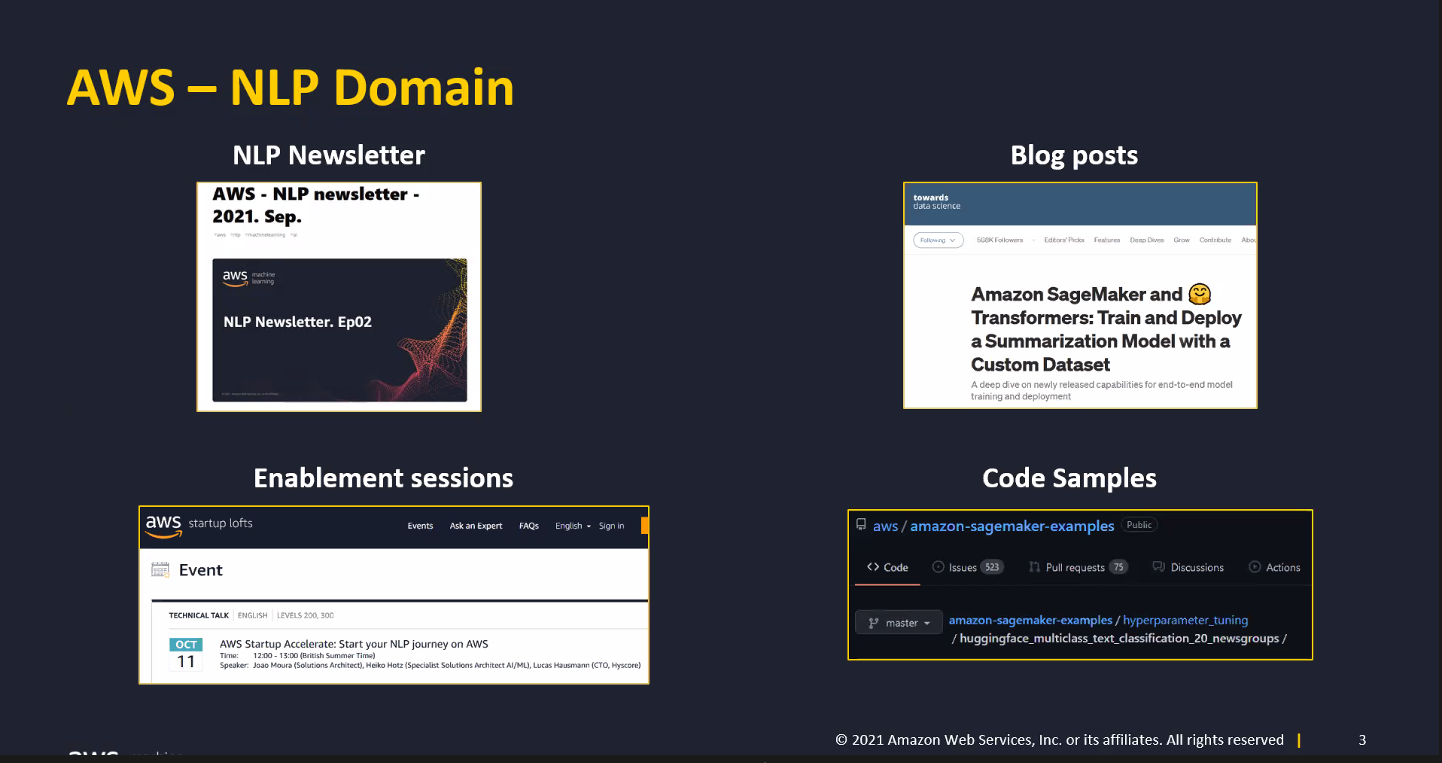 AWS – NLP Domain
NLP Newsletter
AWS - NLP newsletter -
2021. Sep.
aws machine
learning
NLP Newsletter. Ep02
Blog posts
towards
data science
Following 568K Followers · Editors' Picks Features Deep Dives Grow Contribute Abou
Amazon SageMaker and 🤗
Transformers: Train and Deploy
a Summarization Model with a
Custom Dataset
A deep dive on newly released capabilities for end-to-end model
training and deployment
Enablement sessions
aws startup lofts Events Ask an Expert FAQs English Sign in
Event
TECHNICAL TALK | ENGLISH | LEVELS 200, 300
OCT
11
AWS Startup Accelerate: Start your NLP journey on AWS
Time: 12:00 - 13:00 (British Summer Time)
Speaker: Joao Moura (Solutions Architect), Heiko Hotz (Specialist Solutions Architect AI/ML), Lucas Hausmann (CTO, Hyscore)
Code Samples
aws / amazon-sagemaker-examples Public
<> Code Issues 523 Pull requests 75 Discussions Actions
master amazon-sagemaker-examples / hyperparameter_tuning
/ huggingface_multiclass_text_classification_20_newsgroups /
© 2021 Amazon Web Services, Inc. or its affiliates. All rights reserved | 3